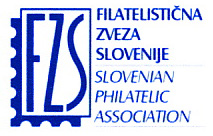 FZS
FILATELISTIČNA
ZVEZA
SLOVENIJE
SLOVENIAN
PHILATELIC
ASSOCIATION